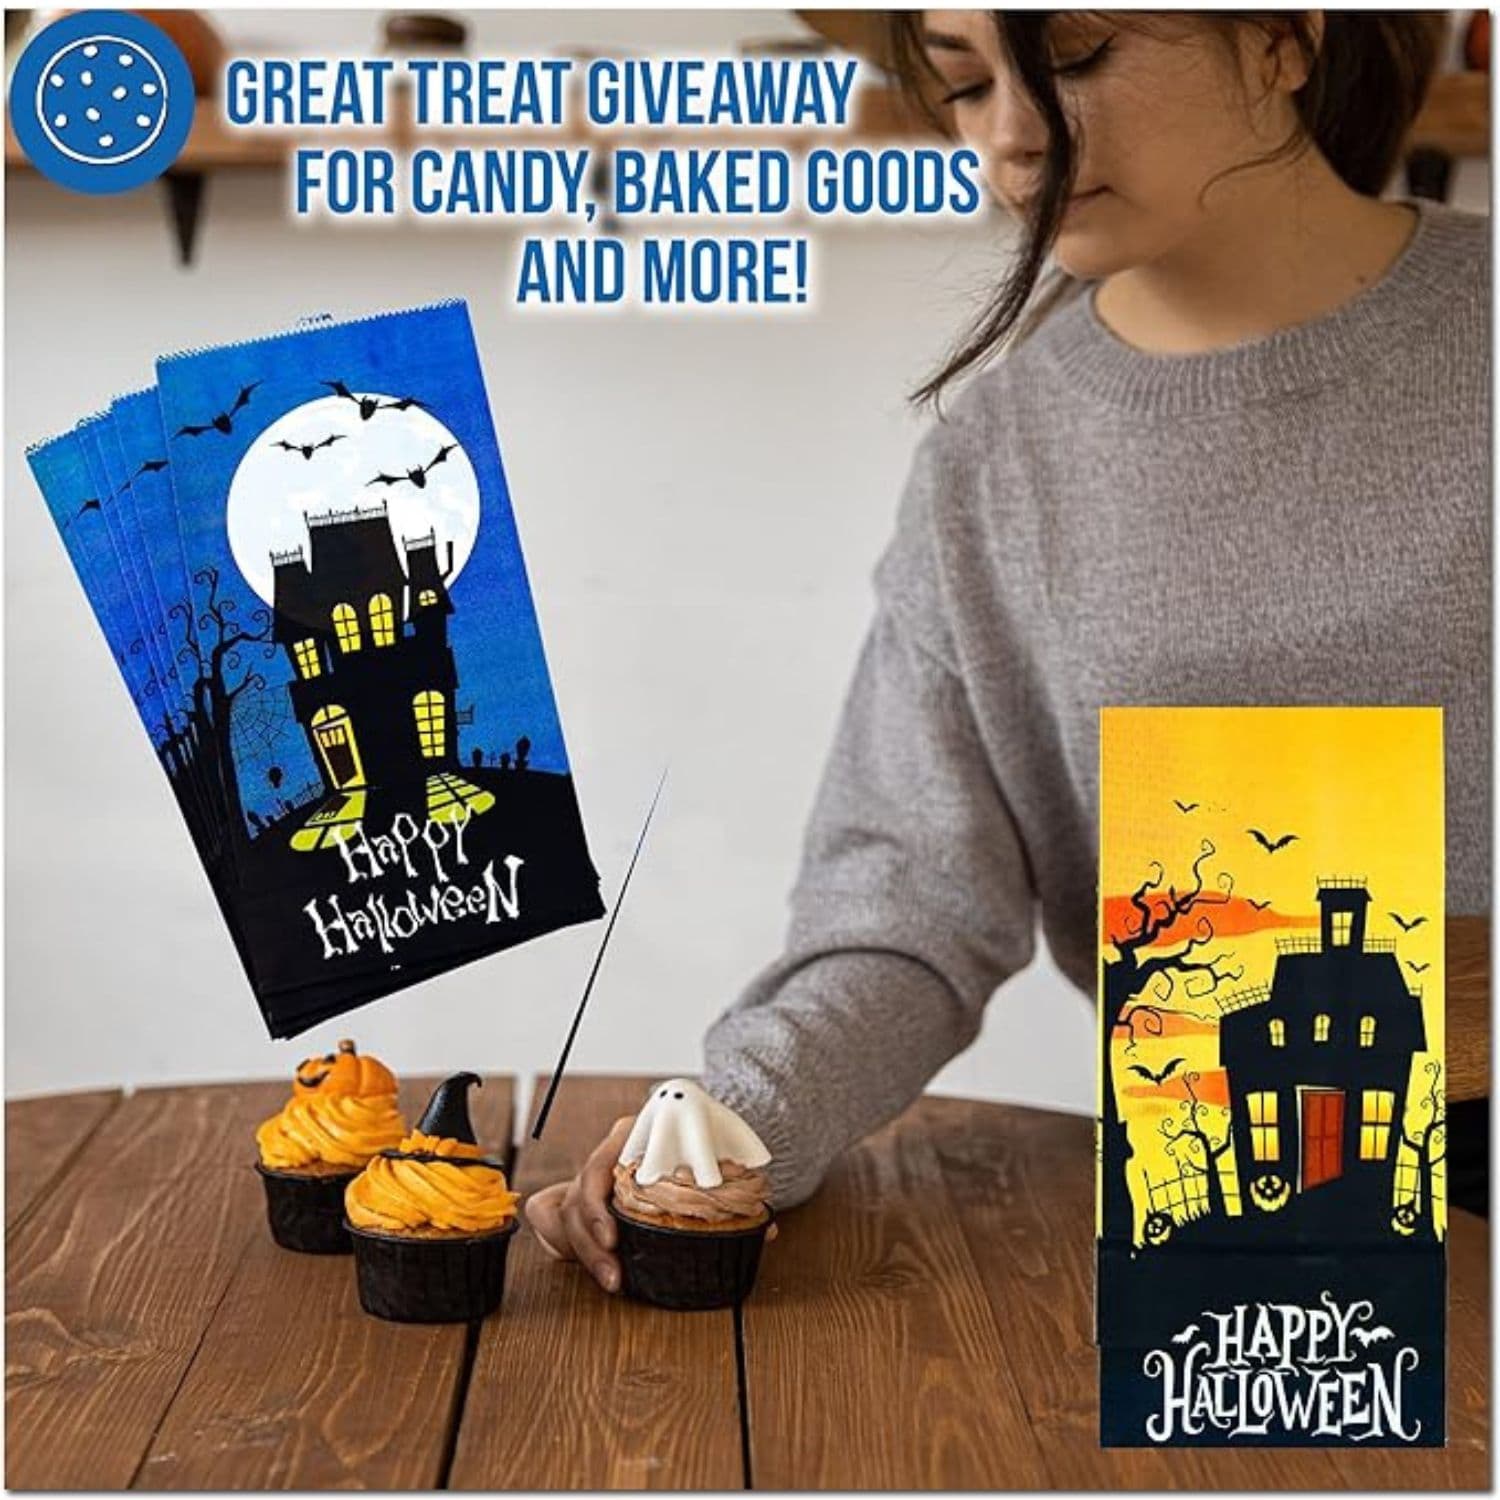 GREAT TREAT GIVEAWAY
FOR CANDY, BAKED GOODS
AND MORE!
Happy
HalloweeN
HAPPY
HALLOWEEN